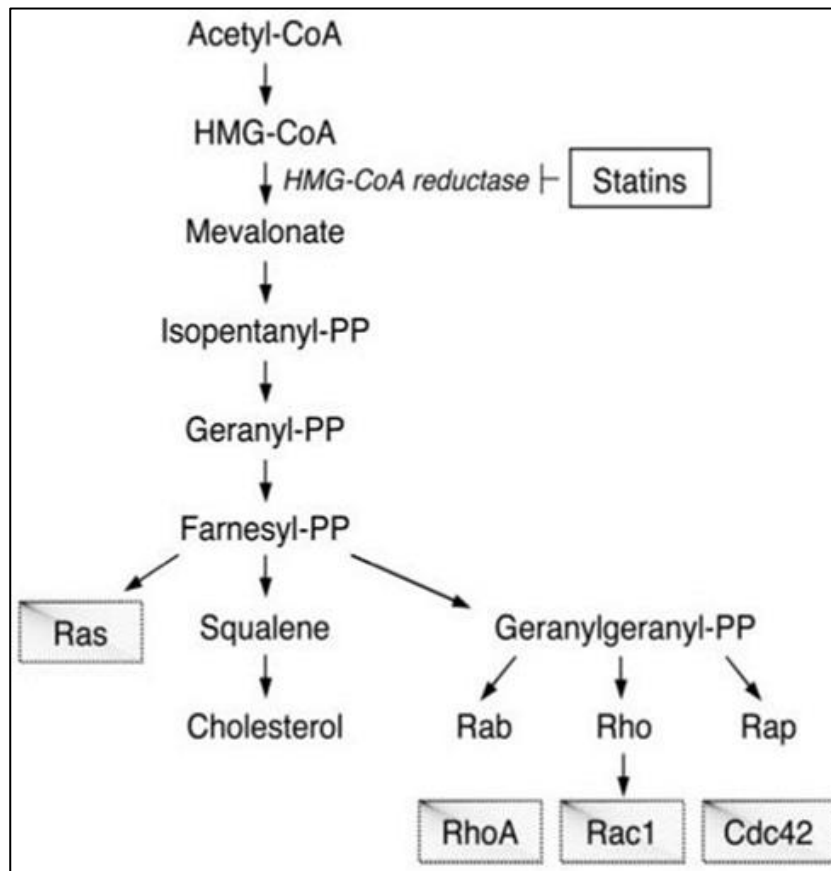 Acetyl-CoA
HMG-CoA
HMG-CoA reductase
Statins
Mevalonate
Isopentanyl-PP
Geranyl-PP
Farnesyl-PP
Ras
Squalene
Geranylgeranyl-PP
Cholesterol
Rab
Rho
Rap
RhoA
Rac1
Cdc42